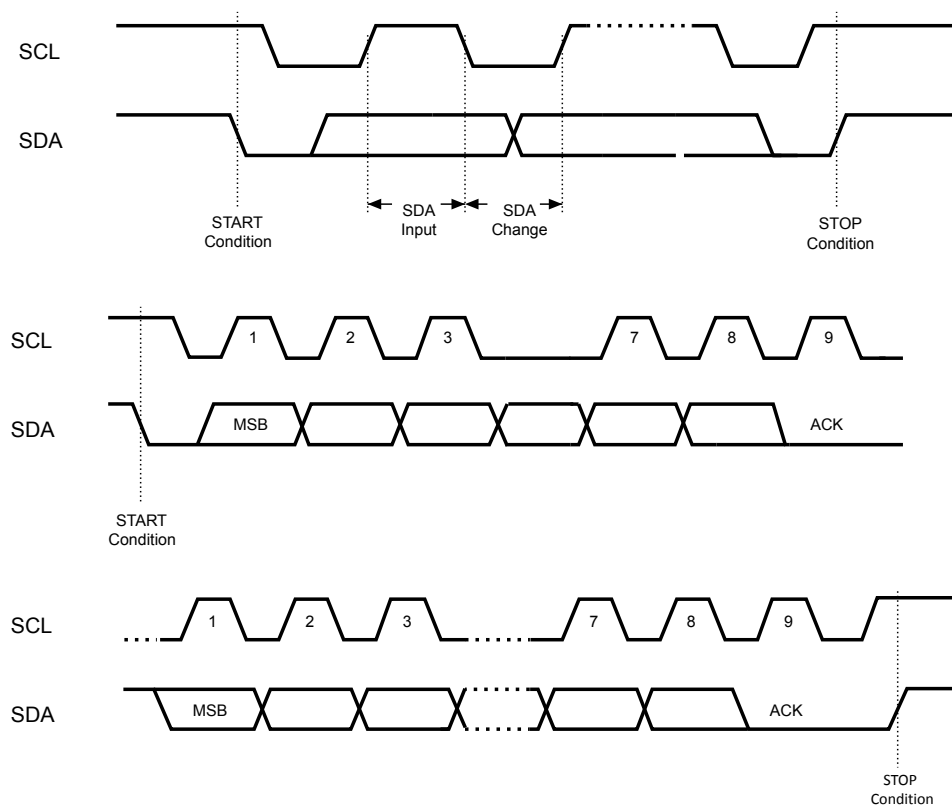 SCL
SDA
START
Condition
SDA
Input
SDA
Change
STOP
Condition
SCL
1
2
3
7
8
9
SDA
MSB
ACK
START
Condition
SCL
1
2
3
7
8
9
SDA
MSB
ACK
STOP
Condition